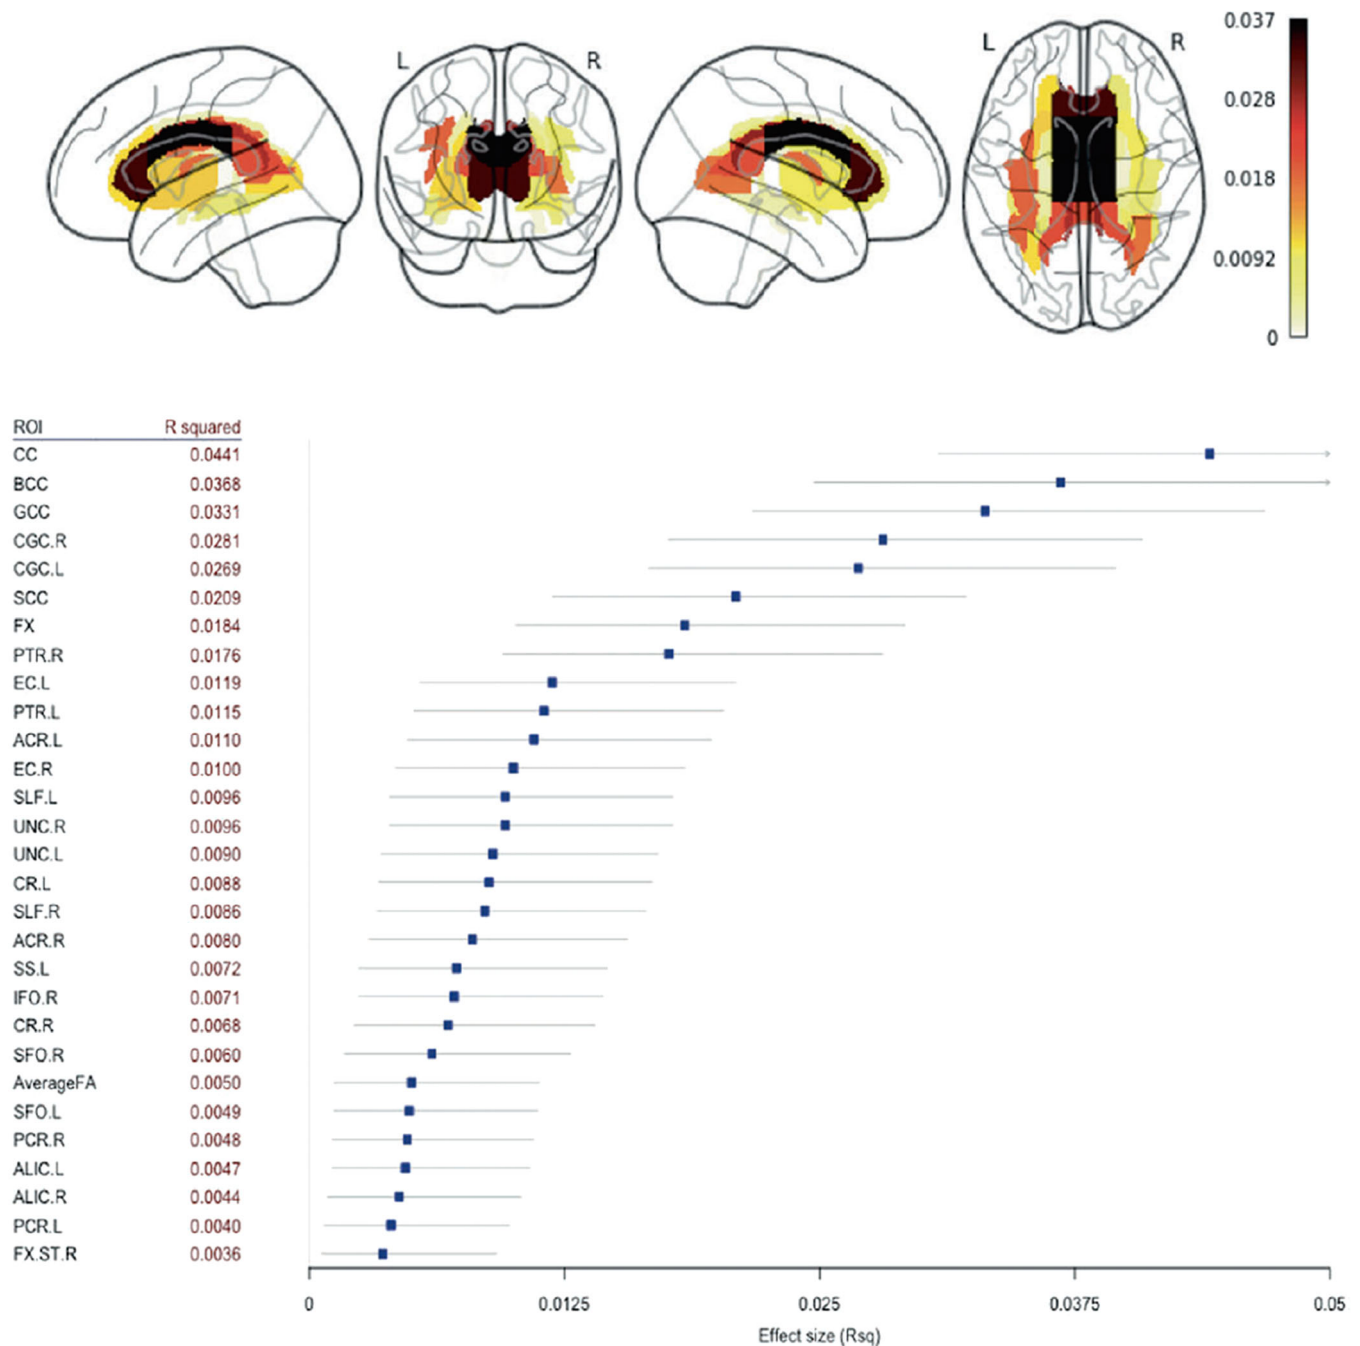 L R L R
0.037
0.028
0.018
0.0092
0
ROI R squared
CC 0.0441
BCC 0.0368
GCC 0.0331
CGC.R 0.0281
CGC.L 0.0269
SCC 0.0209
FX 0.0184
PTR.R 0.0176
EC.L 0.0119
PTR.L 0.0115
ACR.L 0.0110
EC.R 0.0100
SLF.L 0.0096
UNC.R 0.0096
UNC.L 0.0090
CR.L 0.0088
SLF.R 0.0086
ACR.R 0.0080
SS.L 0.0072
IFO.R 0.0071
CR.R 0.0068
SFO.R 0.0060
AverageFA 0.0050
SFO.L 0.0049
PCR.R 0.0048
ALIC.L 0.0047
ALIC.R 0.0044
PCR.L 0.0040
FX.ST.R 0.0036
0 0.0125 0.025 0.0375 0.05
Effect size (Rsq)